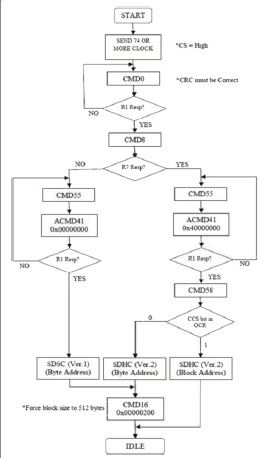 START
SEND 74 OR
MORE CLOCK
*CS = High
CMD0
*CRC must be Correct
R1 Resp?
NO
YES
CMD8
NO
R7 Resp?
YES
CMD55
CMD55
ACMD41
0x00000000
ACMD41
0x40000000
R1 Resp?
R1 Resp?
NO
NO
YES
YES
CMD58
0
CCS bit in
OCR
1
SDSC (Ver.1)
(Byte Address)
SDHC (Ver.2)
(Byte Address)
SDHC (Ver.2)
(Block Address)
*Force block size to 512 bytes
CMD16
0x00000200
IDLE